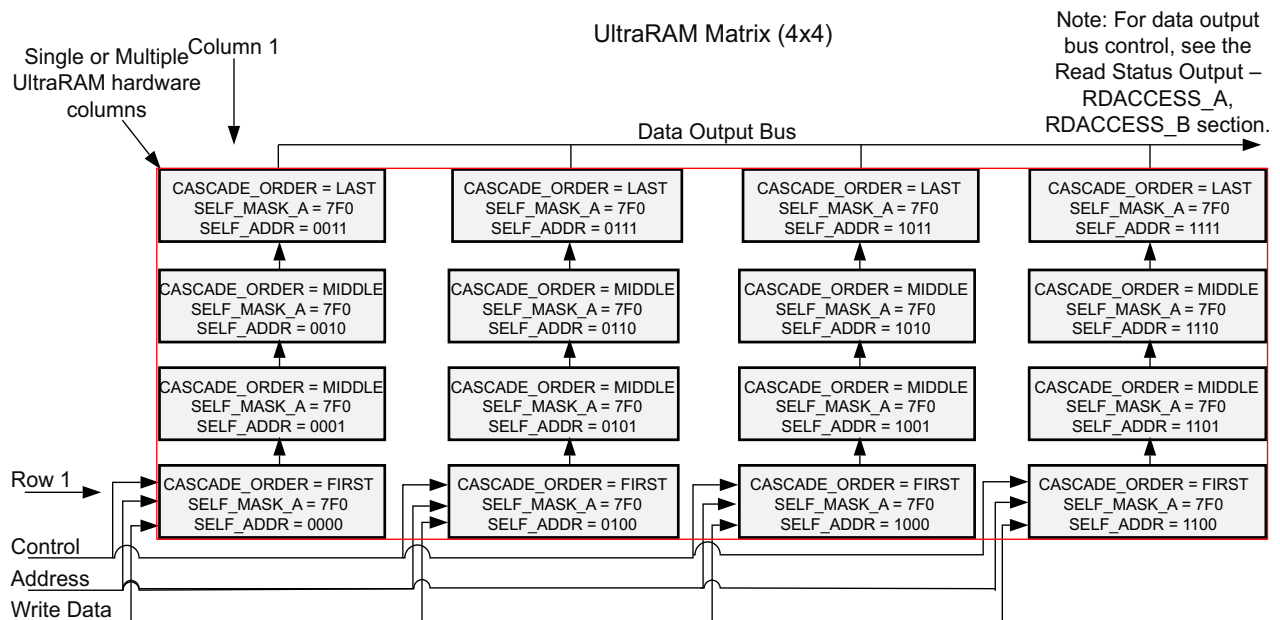 UltraRAM Matrix (4x4)
Note: For data output
bus control, see the
Read Status Output –
RDACCESS_A,
RDACCESS_B section.
Column 1
Single or Multiple
UltraRAM hardware
columns
Data Output Bus
CASCADE_ORDER = LAST
SELF_MASK_A = 7F0
SELF_ADDR = 0011
CASCADE_ORDER = LAST
SELF_MASK_A = 7F0
SELF_ADDR = 0111
CASCADE_ORDER = LAST
SELF_MASK_A = 7F0
SELF_ADDR = 1011
CASCADE_ORDER = LAST
SELF_MASK_A = 7F0
SELF_ADDR = 1111
CASCADE_ORDER = MIDDLE
SELF_MASK_A = 7F0
SELF_ADDR = 0010
CASCADE_ORDER = MIDDLE
SELF_MASK_A = 7F0
SELF_ADDR = 0110
CASCADE_ORDER = MIDDLE
SELF_MASK_A = 7F0
SELF_ADDR = 1010
CASCADE_ORDER = MIDDLE
SELF_MASK_A = 7F0
SELF_ADDR = 1110
CASCADE_ORDER = MIDDLE
SELF_MASK_A = 7F0
SELF_ADDR = 0001
CASCADE_ORDER = MIDDLE
SELF_MASK_A = 7F0
SELF_ADDR = 0101
CASCADE_ORDER = MIDDLE
SELF_MASK_A = 7F0
SELF_ADDR = 1001
CASCADE_ORDER = MIDDLE
SELF_MASK_A = 7F0
SELF_ADDR = 1101
Row 1
CASCADE_ORDER = FIRST
SELF_MASK_A = 7F0
SELF_ADDR = 0000
CASCADE_ORDER = FIRST
SELF_MASK_A = 7F0
SELF_ADDR = 0100
CASCADE_ORDER = FIRST
SELF_MASK_A = 7F0
SELF_ADDR = 1000
CASCADE_ORDER = FIRST
SELF_MASK_A = 7F0
SELF_ADDR = 1100
Control
Address
Write Data